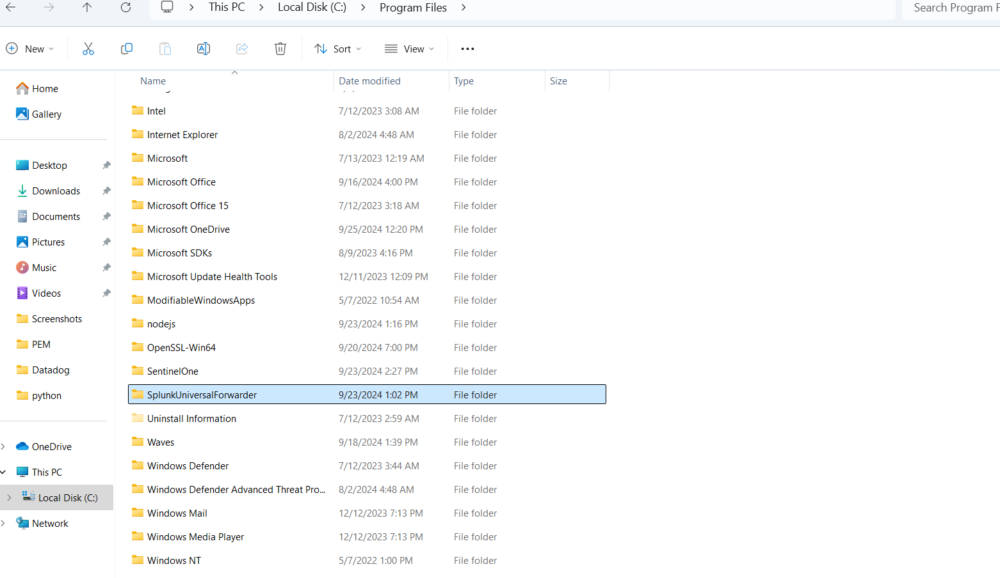 This PC > Local Disk (C:) > Program Files >
Search Program F
New
Sort
View
Name Date modified Type Size
Home
Gallery
Desktop
Downloads
Documents
Pictures
Music
Videos
Screenshots
PEM
Datadog
python
OneDrive
This PC
Local Disk (C:)
Network
Intel 7/12/2023 3:08 AM File folder
Internet Explorer 8/2/2024 4:48 AM File folder
Microsoft 7/13/2023 12:19 AM File folder
Microsoft Office 9/16/2024 4:00 PM File folder
Microsoft Office 15 7/12/2023 3:18 AM File folder
Microsoft OneDrive 9/25/2024 12:20 PM File folder
Microsoft SDKs 8/9/2023 4:16 PM File folder
Microsoft Update Health Tools 12/11/2023 12:09 PM File folder
ModifiableWindowsApps 5/7/2022 10:54 AM File folder
nodejs 9/23/2024 1:16 PM File folder
OpenSSL-Win64 9/20/2024 7:00 PM File folder
SentinelOne 9/23/2024 2:27 PM File folder
SplunkUniversalForwarder 9/23/2024 1:02 PM File folder
Uninstall Information 7/12/2023 2:59 AM File folder
Waves 9/18/2024 1:39 PM File folder
Windows Defender 7/12/2023 3:44 AM File folder
Windows Defender Advanced Threat Pro... 8/2/2024 4:48 AM File folder
Windows Mail 12/12/2023 7:13 PM File folder
Windows Media Player 12/12/2023 7:13 PM File folder
Windows NT 5/7/2022 1:00 PM File folder